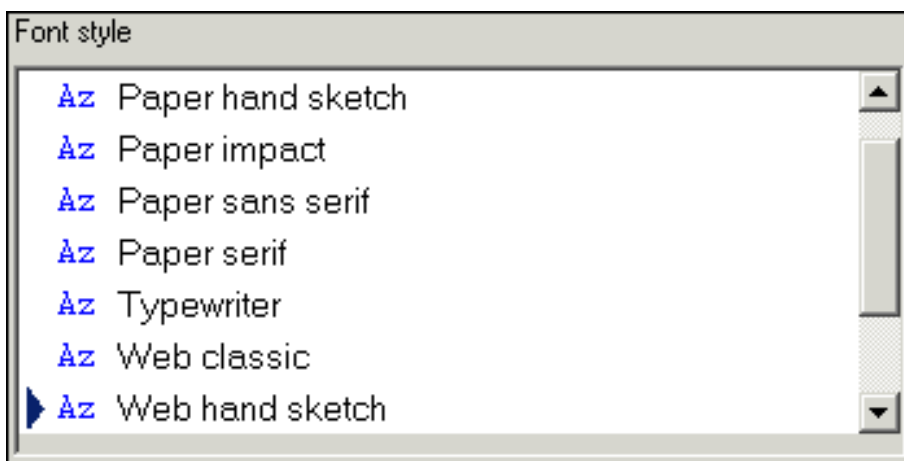 Font style
Az Paper hand sketch
Az Paper impact
Az Paper sans serif
Az Paper serif
Az Typewriter
Az Web classic
Az Web hand sketch